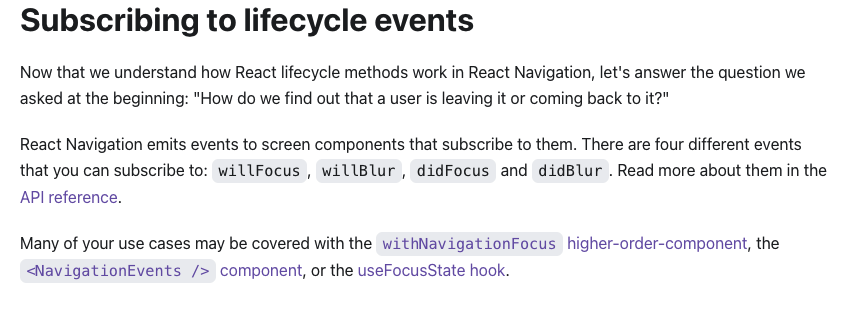 Subscribing to lifecycle events
Now that we understand how React lifecycle methods work in React Navigation, let's answer the question we
asked at the beginning: "How do we find out that a user is leaving it or coming back to it?"
React Navigation emits events to screen components that subscribe to them. There are four different events
that you can subscribe to: willFocus, willBlur, didFocus and didBlur. Read more about them in the
API reference.
Many of your use cases may be covered with the withNavigationFocus higher-order-component, the
<NavigationEvents /> component, or the useFocusState hook.